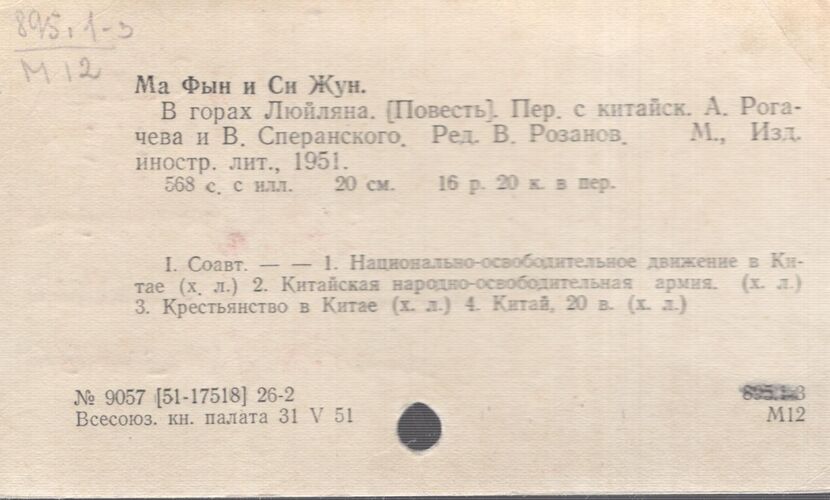 895.1-3
М12
Ма Фын и Си Жун.
В горах Люйляна. [Повесть]. Пер. с китайск. А. Рога-
чева и В. Сперанского. Ред. В. Розанов. М., Изд.
иностр. лит., 1951.
568 с. с илл. 20 см. 16 р. 20 к. в пер.
I. Соавт. — — 1. Национально-освободительное движение в Ки-
тае (х. л.) 2. Китайская народно-освободительная армия. (х. л.)
3. Крестьянство в Китае (х. л.) 4. Китай, 20 в. (х. л.)
№ 9057 [51-17518] 26-2
Всесоюз. кн. палата 31 V 51
895.1-3
М12